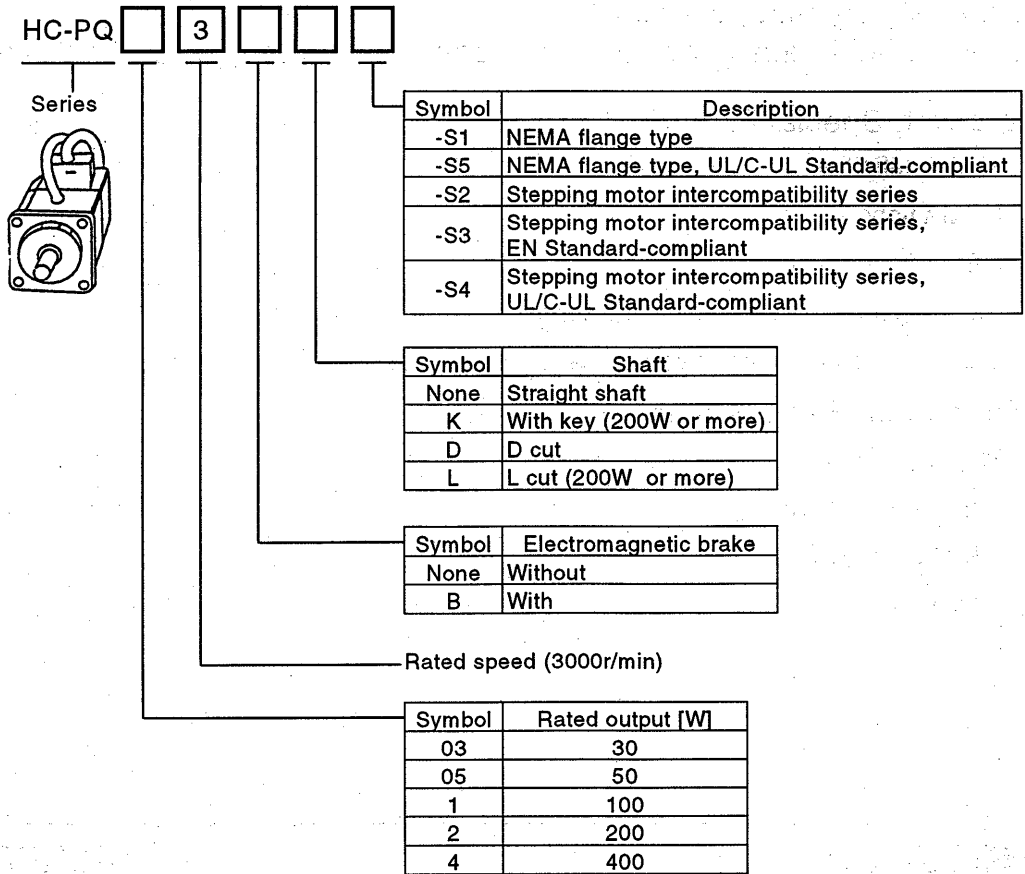 HC-PQ 3
Series
Symbol Description
-S1 NEMA flange type
-S5 NEMA flange type, UL/C-UL Standard-compliant
-S2 Stepping motor intercompatibility series
-S3 Stepping motor intercompatibility series,
EN Standard-compliant
-S4 Stepping motor intercompatibility series,
UL/C-UL Standard-compliant
Symbol Shaft
None Straight shaft
K With key (200W or more)
D D cut
L L cut (200W or more)
Symbol Electromagnetic brake
None Without
B With
Rated speed (3000r/min)
Symbol Rated output [W]
03 30
05 50
1 100
2 200
4 400